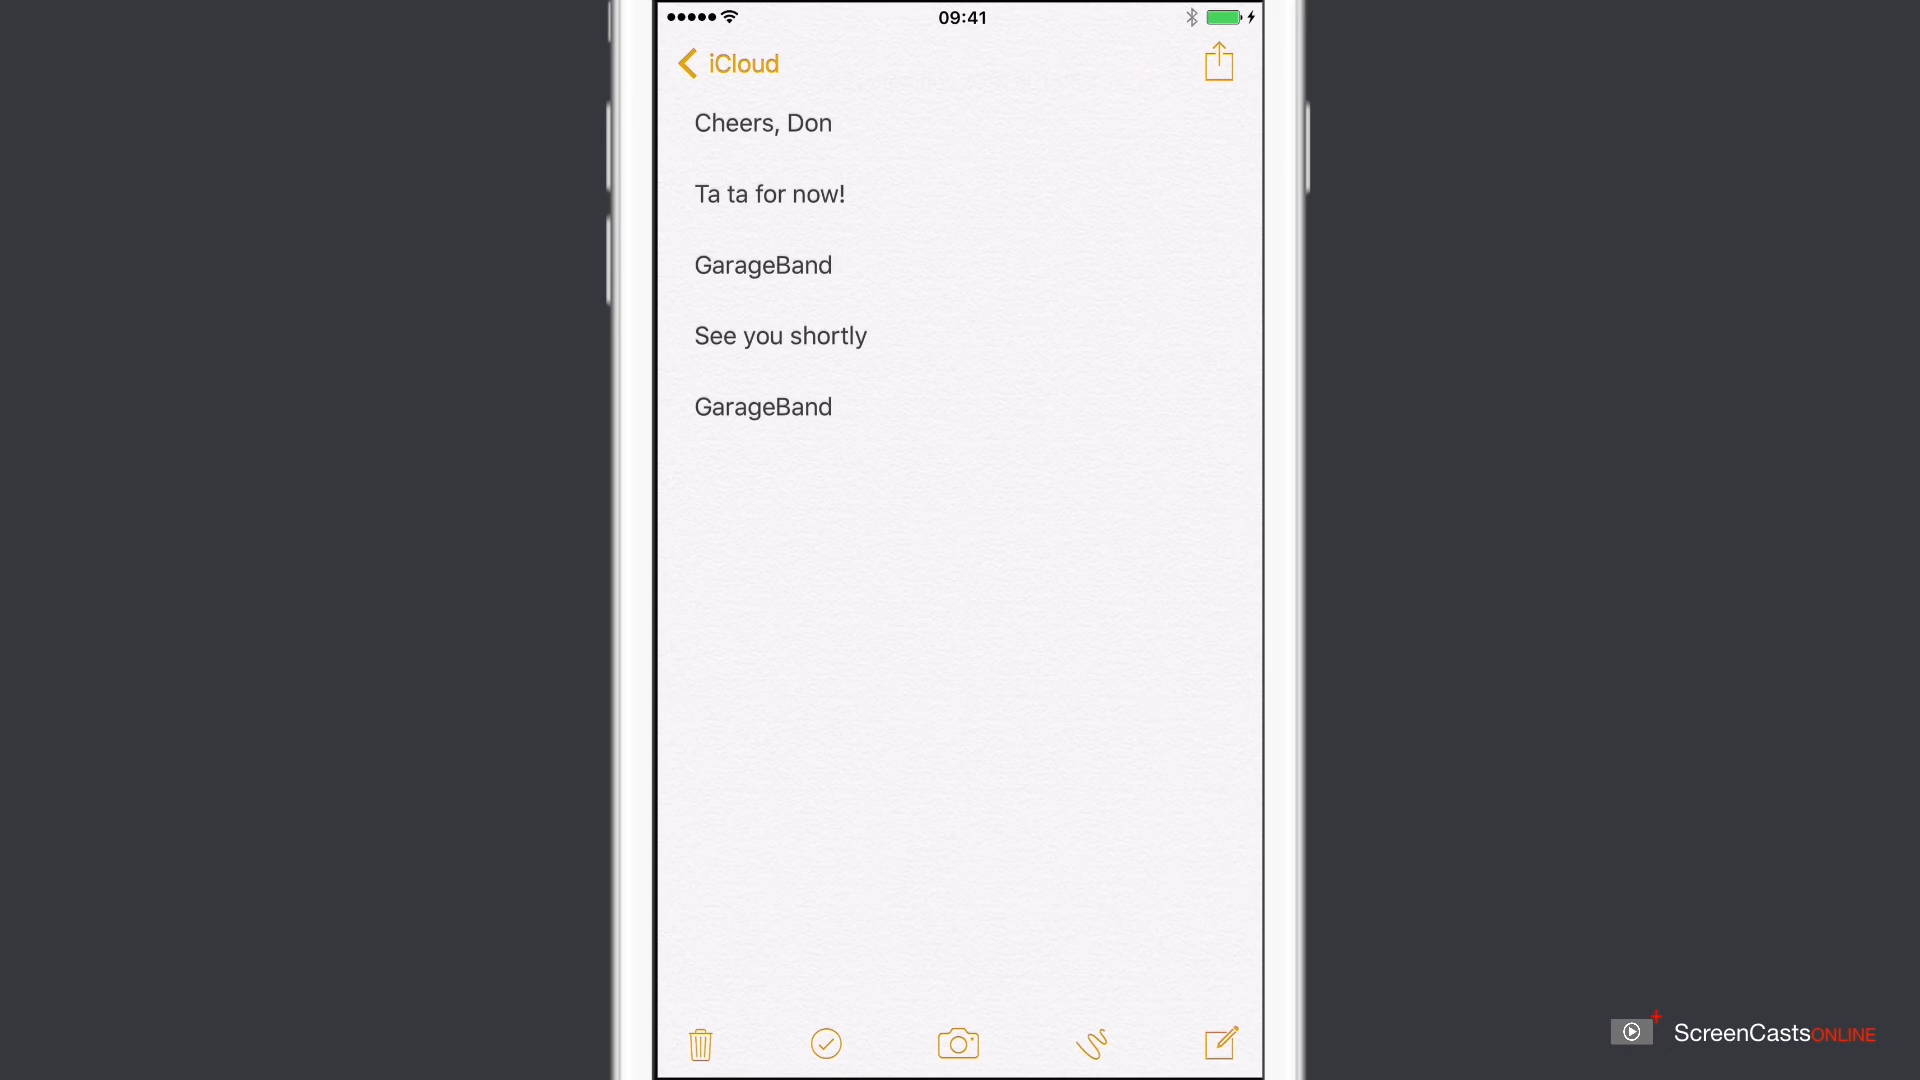 09:41
iCloud
Cheers, Don
Ta ta for now!
GarageBand
See you shortly
GarageBand
ScreenCastsONLINE